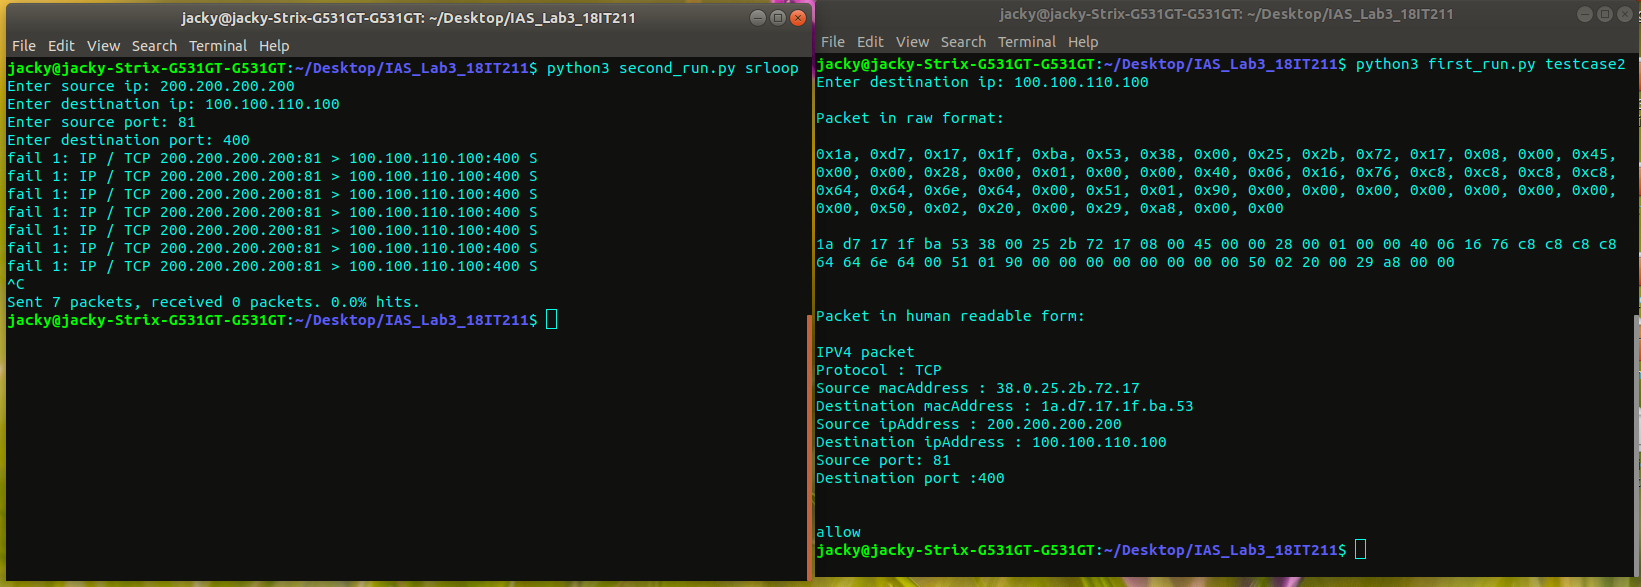 jacky@jacky-Strix-G531GT-G531GT: ~/Desktop/IAS_Lab3_18IT211
File Edit View Search Terminal Help
jacky@jacky-Strix-G531GT-G531GT:~/Desktop/IAS_Lab3_18IT211$ python3 second_run.py srloop
Enter source ip: 200.200.200.200
Enter destination ip: 100.100.110.100
Enter source port: 81
Enter destination port: 400
fail 1: IP / TCP 200.200.200.200:81 > 100.100.110.100:400 S
fail 1: IP / TCP 200.200.200.200:81 > 100.100.110.100:400 S
fail 1: IP / TCP 200.200.200.200:81 > 100.100.110.100:400 S
fail 1: IP / TCP 200.200.200.200:81 > 100.100.110.100:400 S
fail 1: IP / TCP 200.200.200.200:81 > 100.100.110.100:400 S
fail 1: IP / TCP 200.200.200.200:81 > 100.100.110.100:400 S
fail 1: IP / TCP 200.200.200.200:81 > 100.100.110.100:400 S
^C
Sent 7 packets, received 0 packets. 0.0% hits.
jacky@jacky-Strix-G531GT-G531GT:~/Desktop/IAS_Lab3_18IT211$
jacky@jacky-Strix-G531GT-G531GT: ~/Desktop/IAS_Lab3_18IT211
File Edit View Search Terminal Help
jacky@jacky-Strix-G531GT-G531GT:~/Desktop/IAS_Lab3_18IT211$ python3 first_run.py testcase2
Enter destination ip: 100.100.110.100
Packet in raw format:
0x1a, 0xd7, 0x17, 0x1f, 0xba, 0x53, 0x38, 0x00, 0x25, 0x2b, 0x72, 0x17, 0x08, 0x00, 0x45,
0x00, 0x00, 0x28, 0x00, 0x01, 0x00, 0x00, 0x40, 0x06, 0x16, 0x76, 0xc8, 0xc8, 0xc8, 0xc8,
0x64, 0x64, 0x6e, 0x64, 0x00, 0x51, 0x01, 0x90, 0x00, 0x00, 0x00, 0x00, 0x00, 0x00, 0x00,
0x00, 0x50, 0x02, 0x20, 0x00, 0x29, 0xa8, 0x00, 0x00
1a d7 17 1f ba 53 38 00 25 2b 72 17 08 00 45 00 00 28 00 01 00 00 40 06 16 76 c8 c8 c8 c8
64 64 6e 64 00 51 01 90 00 00 00 00 00 00 00 00 50 02 20 00 29 a8 00 00
Packet in human readable form:
IPV4 packet
Protocol : TCP
Source macAddress : 38.0.25.2b.72.17
Destination macAddress : 1a.d7.17.1f.ba.53
Source ipAddress : 200.200.200.200
Destination ipAddress : 100.100.110.100
Source port: 81
Destination port :400
allow
jacky@jacky-Strix-G531GT-G531GT:~/Desktop/IAS_Lab3_18IT211$